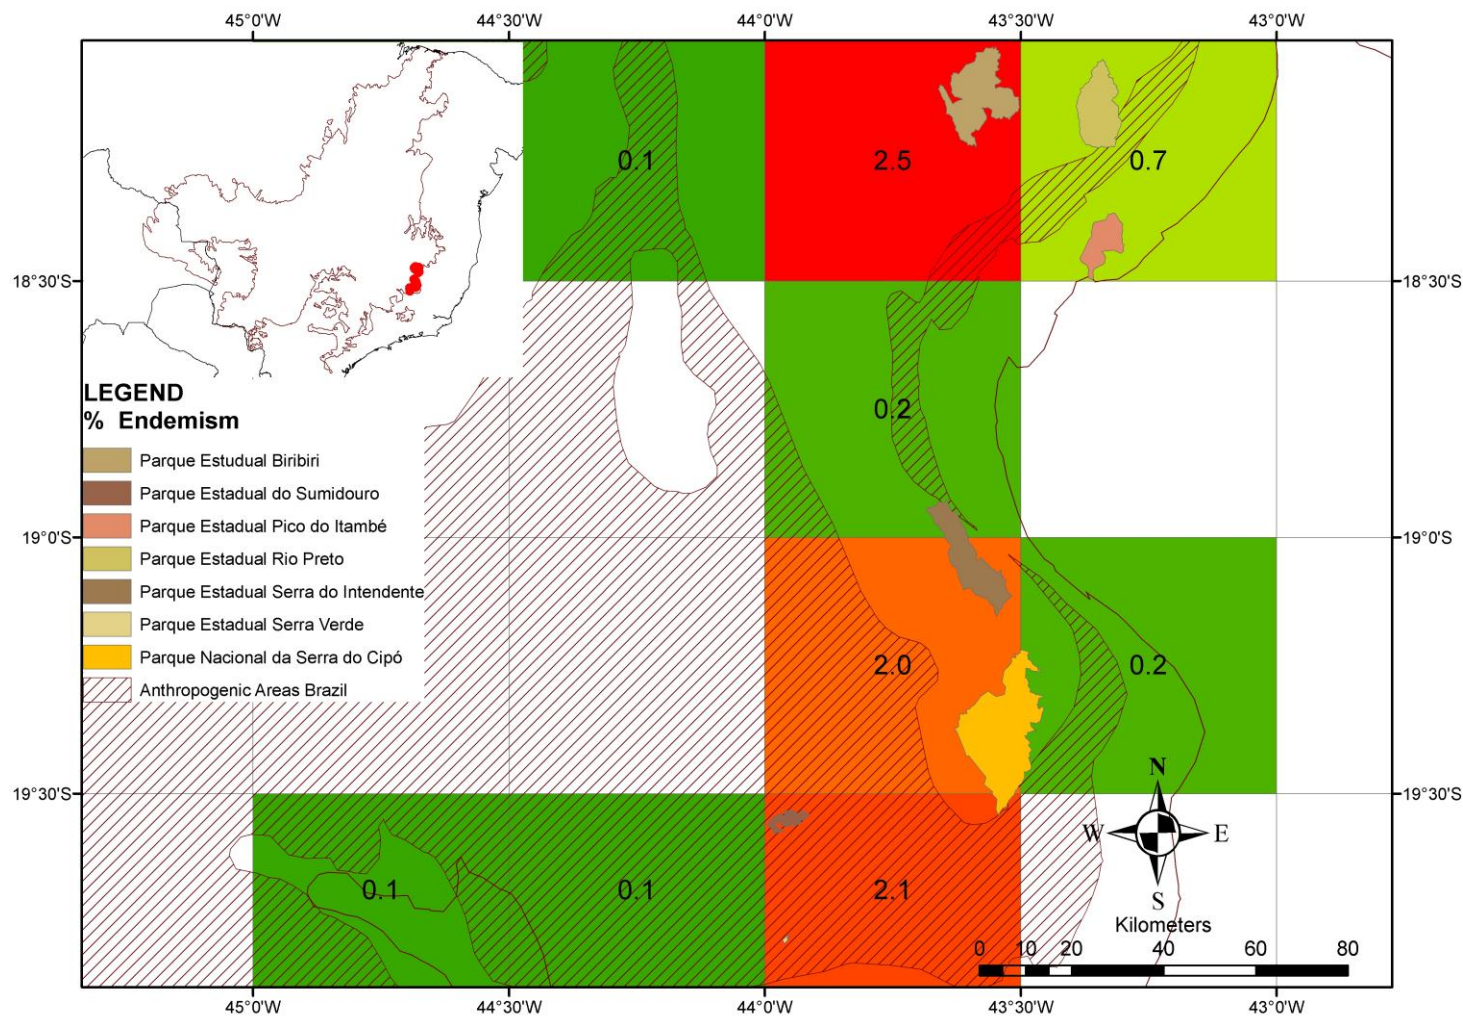 45°0'W 44°30'W 44°0'W 43°30'W 43°0'W
0.1 2.5 0.7
18°30'S 18°30'S
LEGEND
% Endemism
0.2
Parque Estudual Biribiri
Parque Estadual do Sumidouro
Parque Estadual Pico do Itambé
19°0'S 19°0'S
Parque Estadual Rio Preto
Parque Estadual Serra do Intendente
Parque Estadual Serra Verde
Parque Nacional da Serra do Cipó
2.0 0.2
Anthropogenic Areas Brazil
N
19°30'S 19°30'S
W E
0.1 0.1 2.1
S
Kilometers
0 10 20 40 60 80
45°0'W 44°30'W 44°0'W 43°30'W 43°0'W